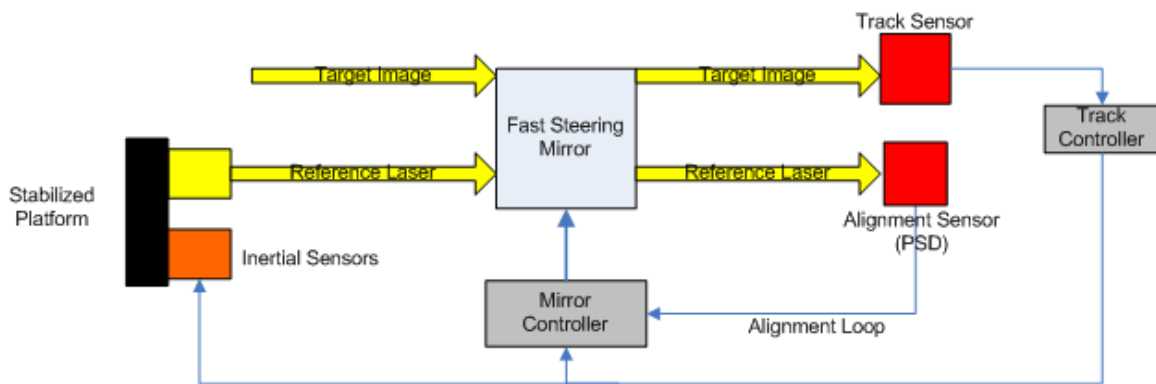 Track Sensor
Target Image
Target Image
Fast Steering
Mirror
Track
Controller
Reference Laser
Reference Laser
Stabilized
Platform
Alignment Sensor
(PSD)
Inertial Sensors
Mirror
Controller
Alignment Loop